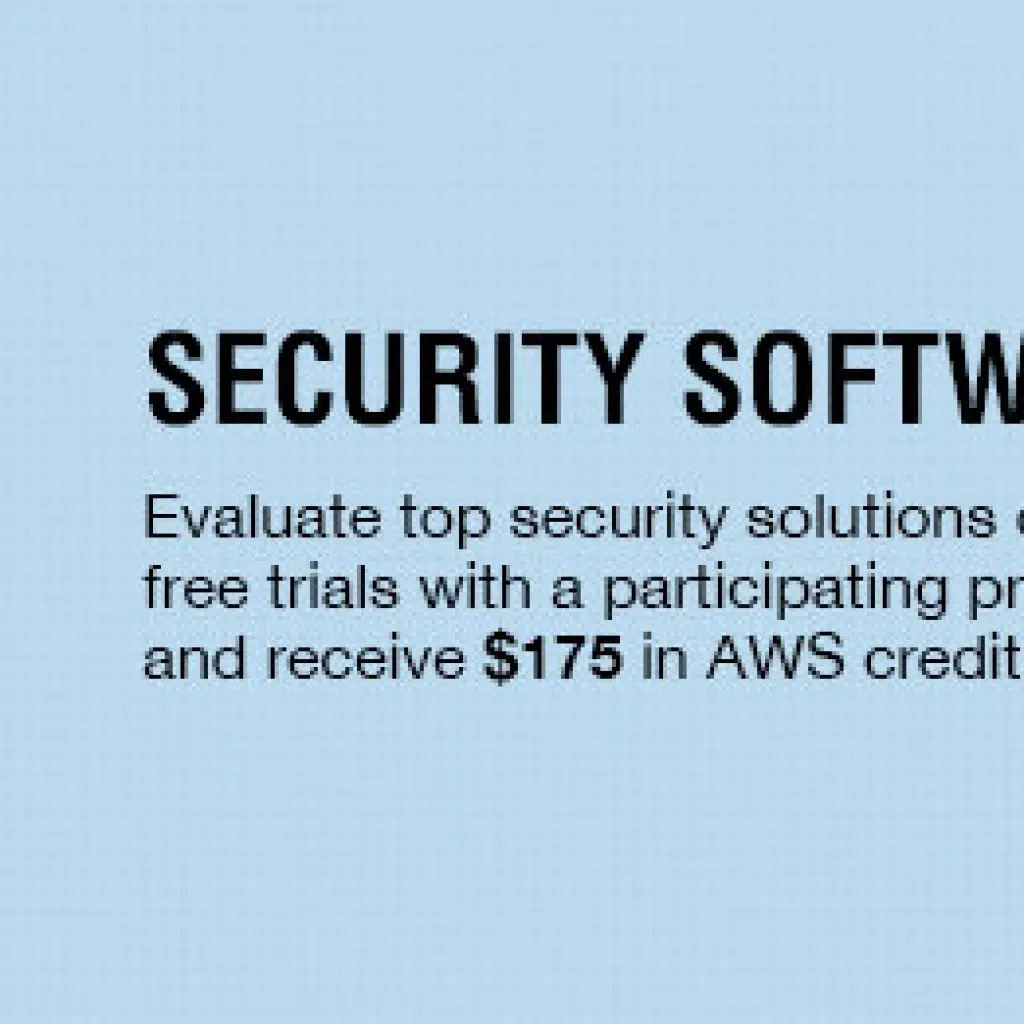 SECURITY SOFTW
Evaluate top security solutions
free trials with a participating pr
and receive $175 in AWS credit